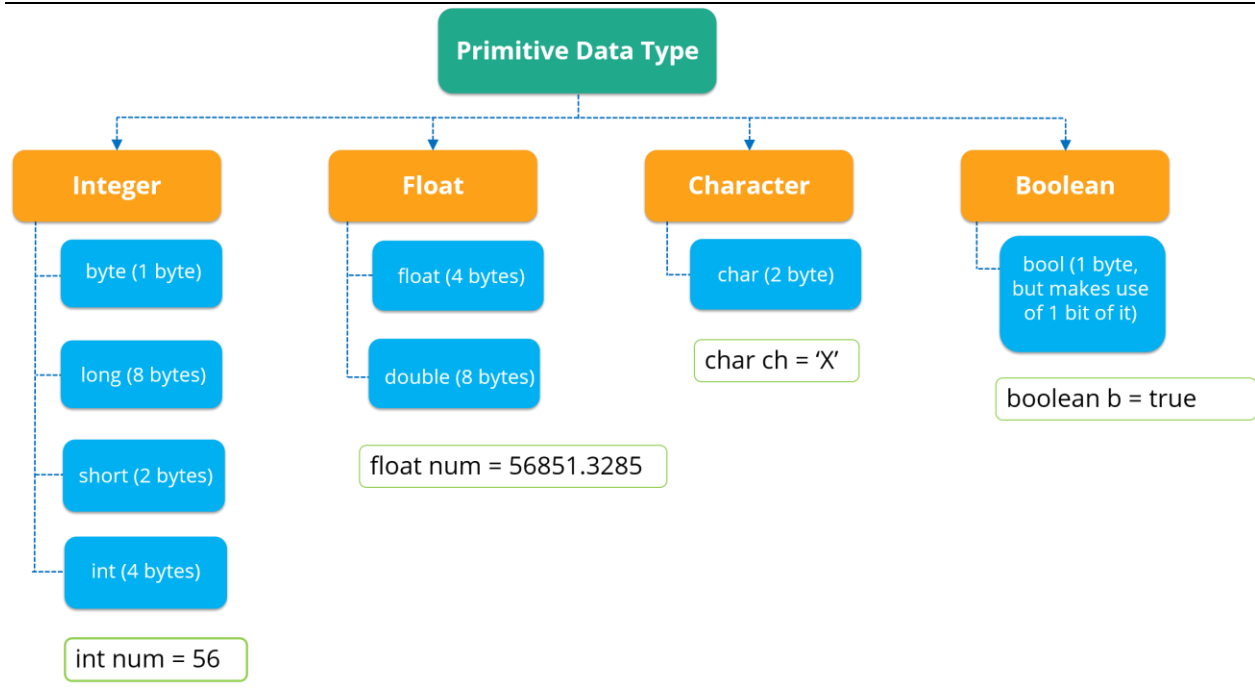 Primitive Data Type
Integer
Float
Character
Boolean
byte (1 byte)
long (8 bytes)
short (2 bytes)
int (4 bytes)
int num = 56
float (4 bytes)
double (8 bytes)
float num = 56851.3285
char (2 byte)
char ch = ‘X’
bool (1 byte,
but makes use
of 1 bit of it)
boolean b = true